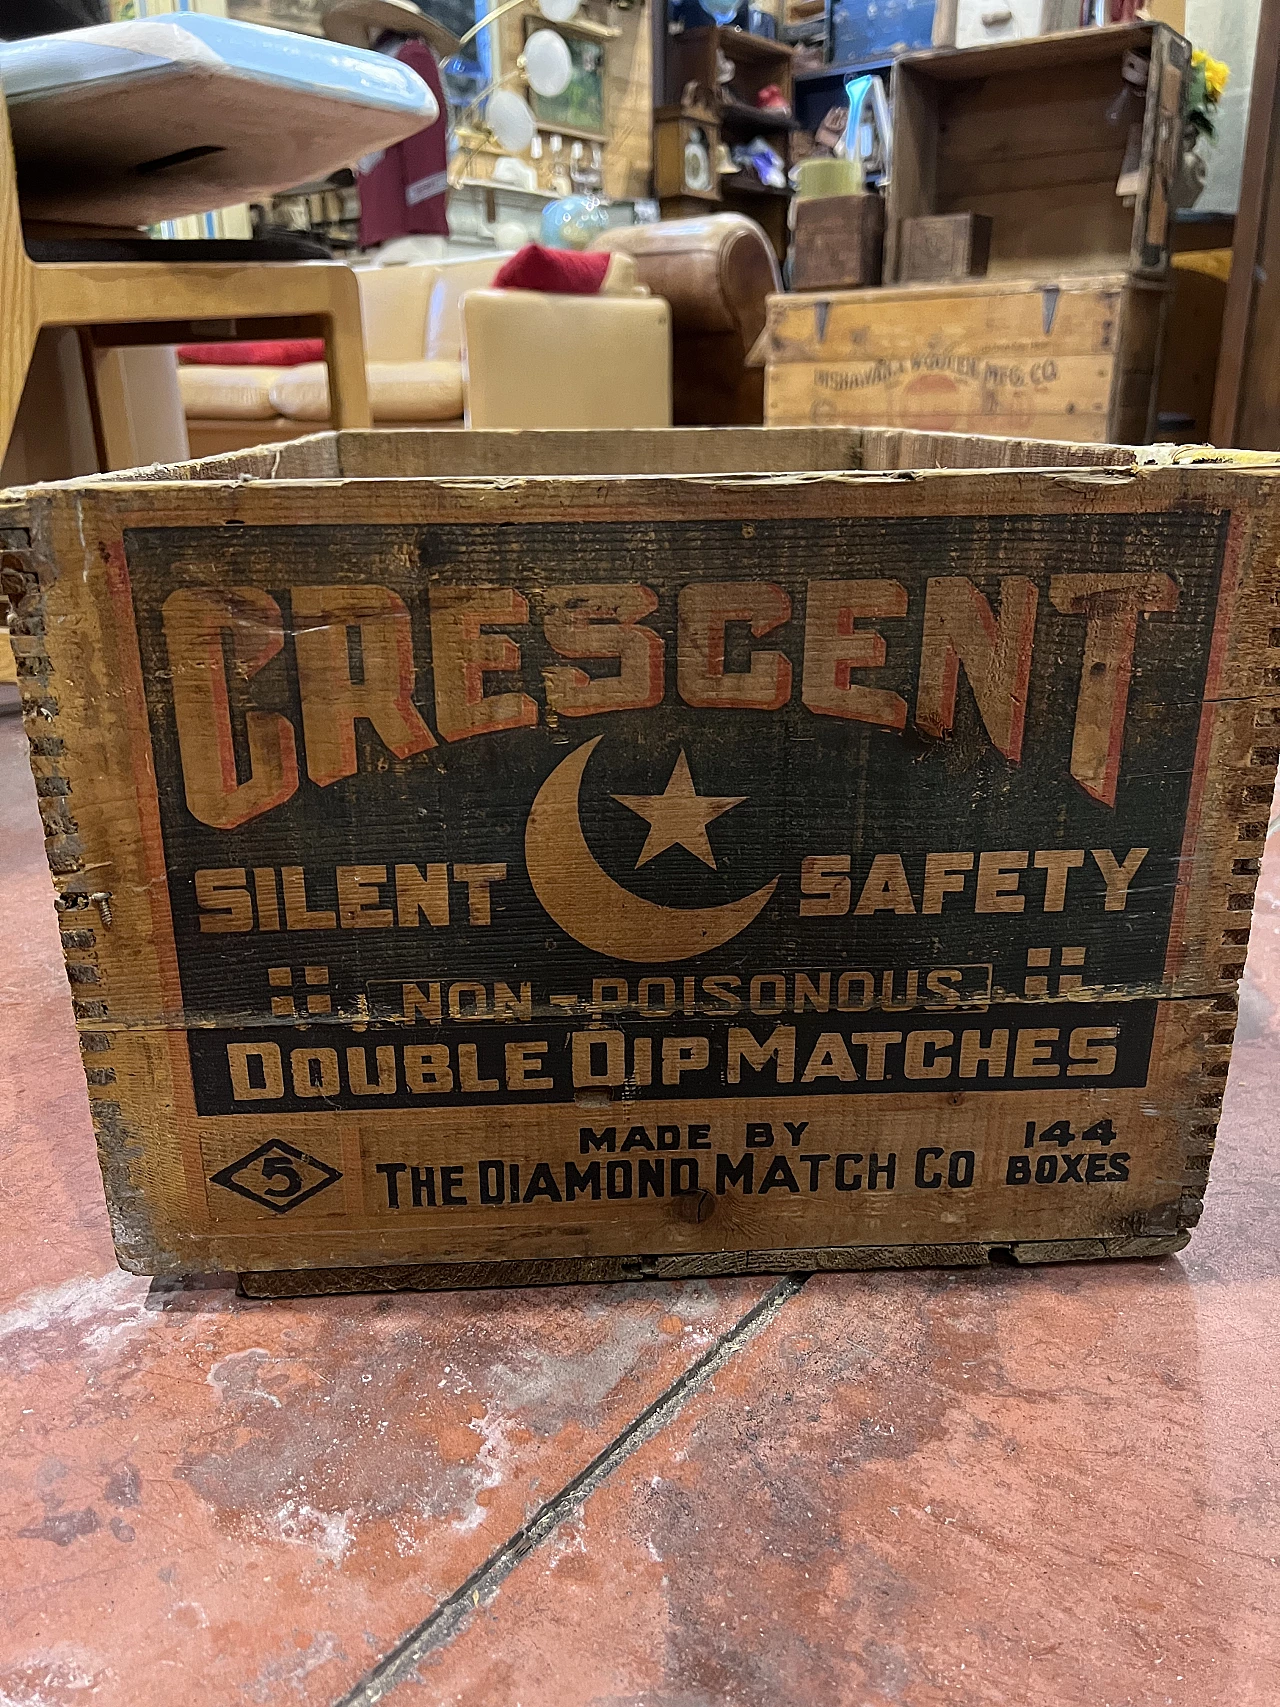 WOODEN MFG. CO.
CRESCENT
SILENT SAFETY
NON-POISONOUS
DOUBLE DIP MATCHES
MADE BY
THE DIAMOND MATCH CO
144
BOXES
5